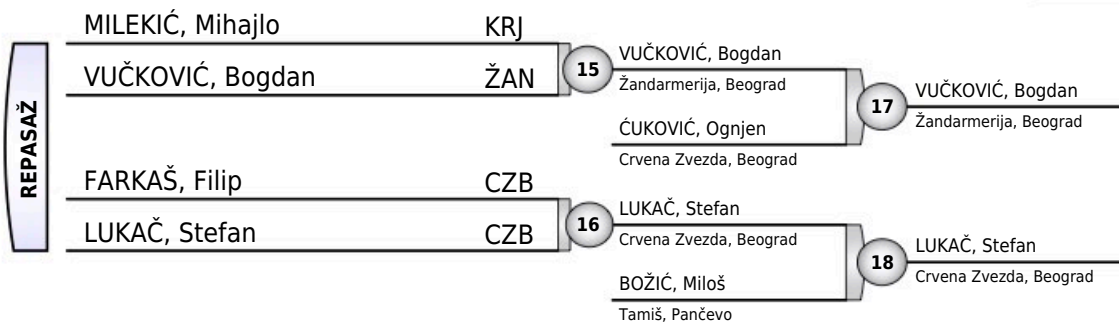 REPASAŽ
MILEKIĆ, Mihajlo KRJ
VUČKOVIĆ, Bogdan ŽAN
15
VUČKOVIĆ, Bogdan
Žandarmerija, Beograd
ĆUKOVIĆ, Ognjen
Crvena Zvezda, Beograd
17
VUČKOVIĆ, Bogdan
Žandarmerija, Beograd
FARKAŠ, Filip CZB
LUKAČ, Stefan CZB
16
LUKAČ, Stefan
Crvena Zvezda, Beograd
BOŽIĆ, Miloš
Tamiš, Pančevo
18
LUKAČ, Stefan
Crvena Zvezda, Beograd